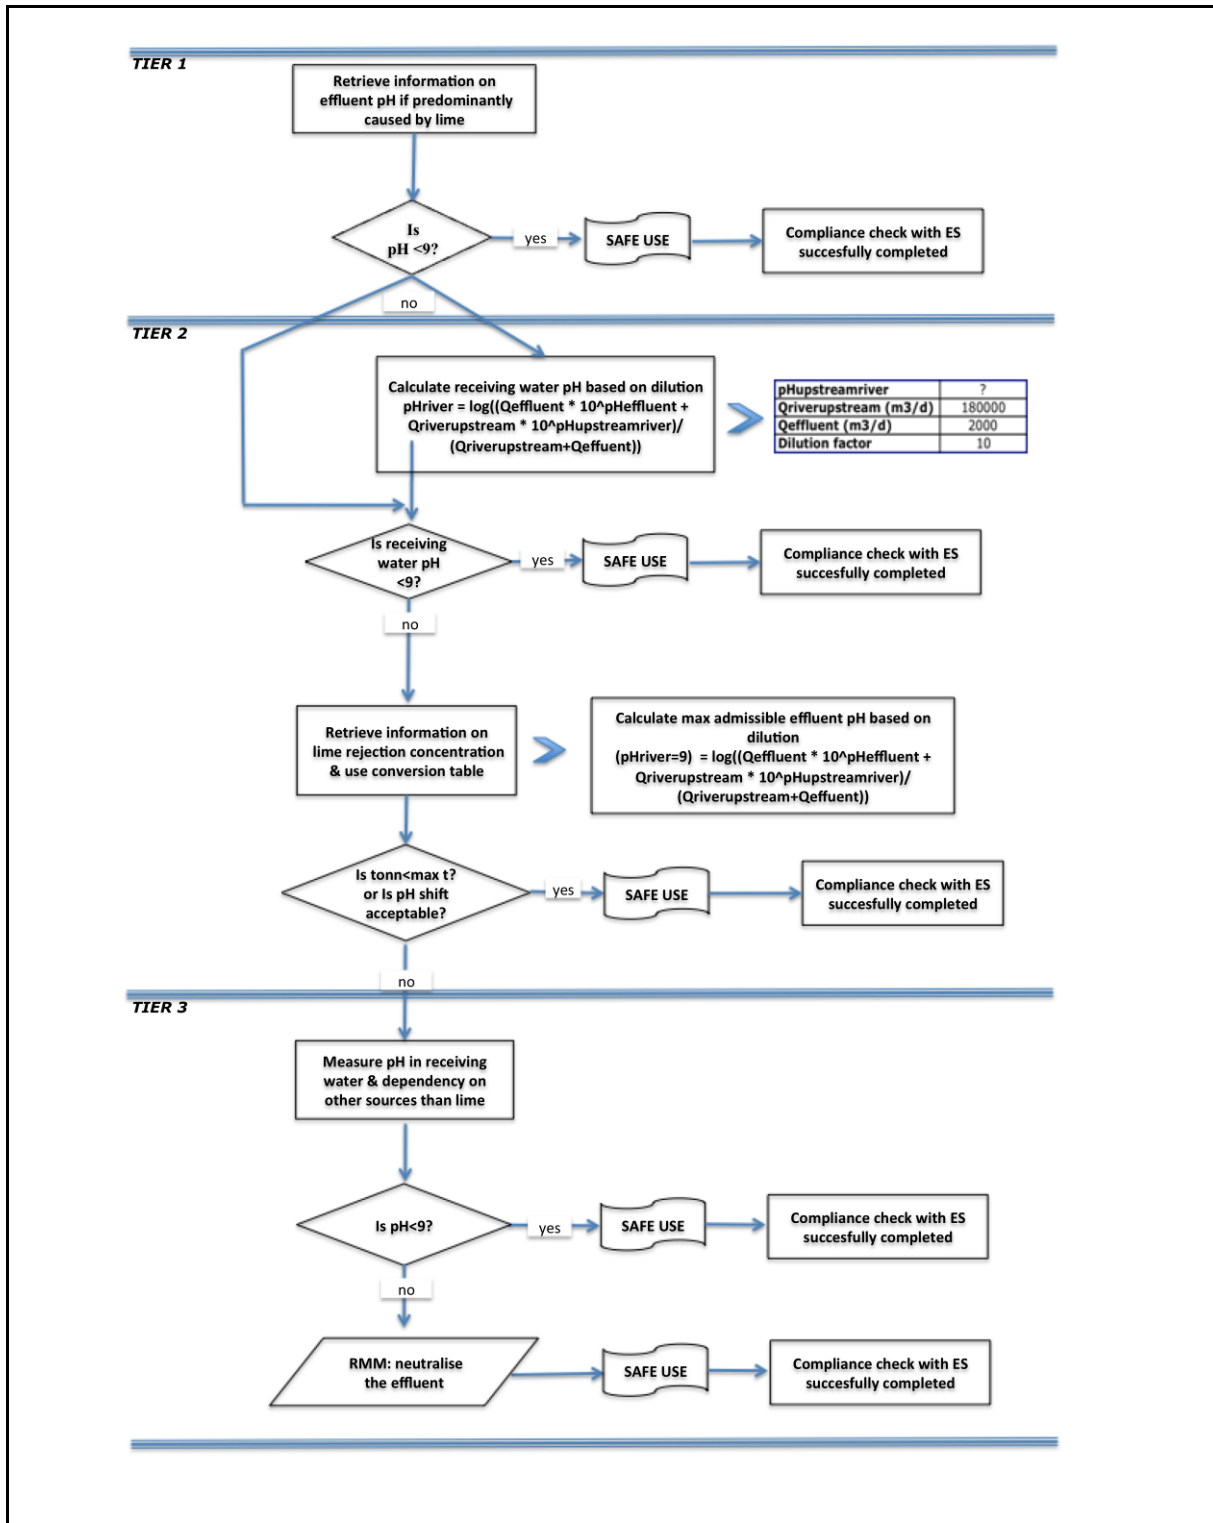 TIER 1
Retrieve information on
effluent pH if predominantly
caused by lime
Is
pH <9?
yes
SAFE USE
Compliance check with ES
succesfully completed
no
TIER 2
Calculate receiving water pH based on dilution
pHriver = log((Qeffluent * 10^pHeffluent +
Qriverupstream * 10^pHupstreamriver)/
(Qriverupstream+Qeffuent))
pHupstreamriver ?
Qriverupstream (m3/d) 180000
Qeffluent (m3/d) 2000
Dilution factor 10
Is receiving
water pH
<9?
yes
SAFE USE
Compliance check with ES
succesfully completed
no
Retrieve information on
lime rejection concentration
& use conversion table
Calculate max admissible effluent pH based on
dilution
(pHriver=9) = log((Qeffluent * 10^pHeffluent +
Qriverupstream * 10^pHupstreamriver)/
(Qriverupstream+Qeffuent))
Is tonn<max t?
or Is pH shift
acceptable?
yes
SAFE USE
Compliance check with ES
succesfully completed
no
TIER 3
Measure pH in receiving
water & dependency on
other sources than lime
Is pH<9?
yes
SAFE USE
Compliance check with ES
succesfully completed
no
RMM: neutralise
the effluent
SAFE USE
Compliance check with ES
succesfully completed